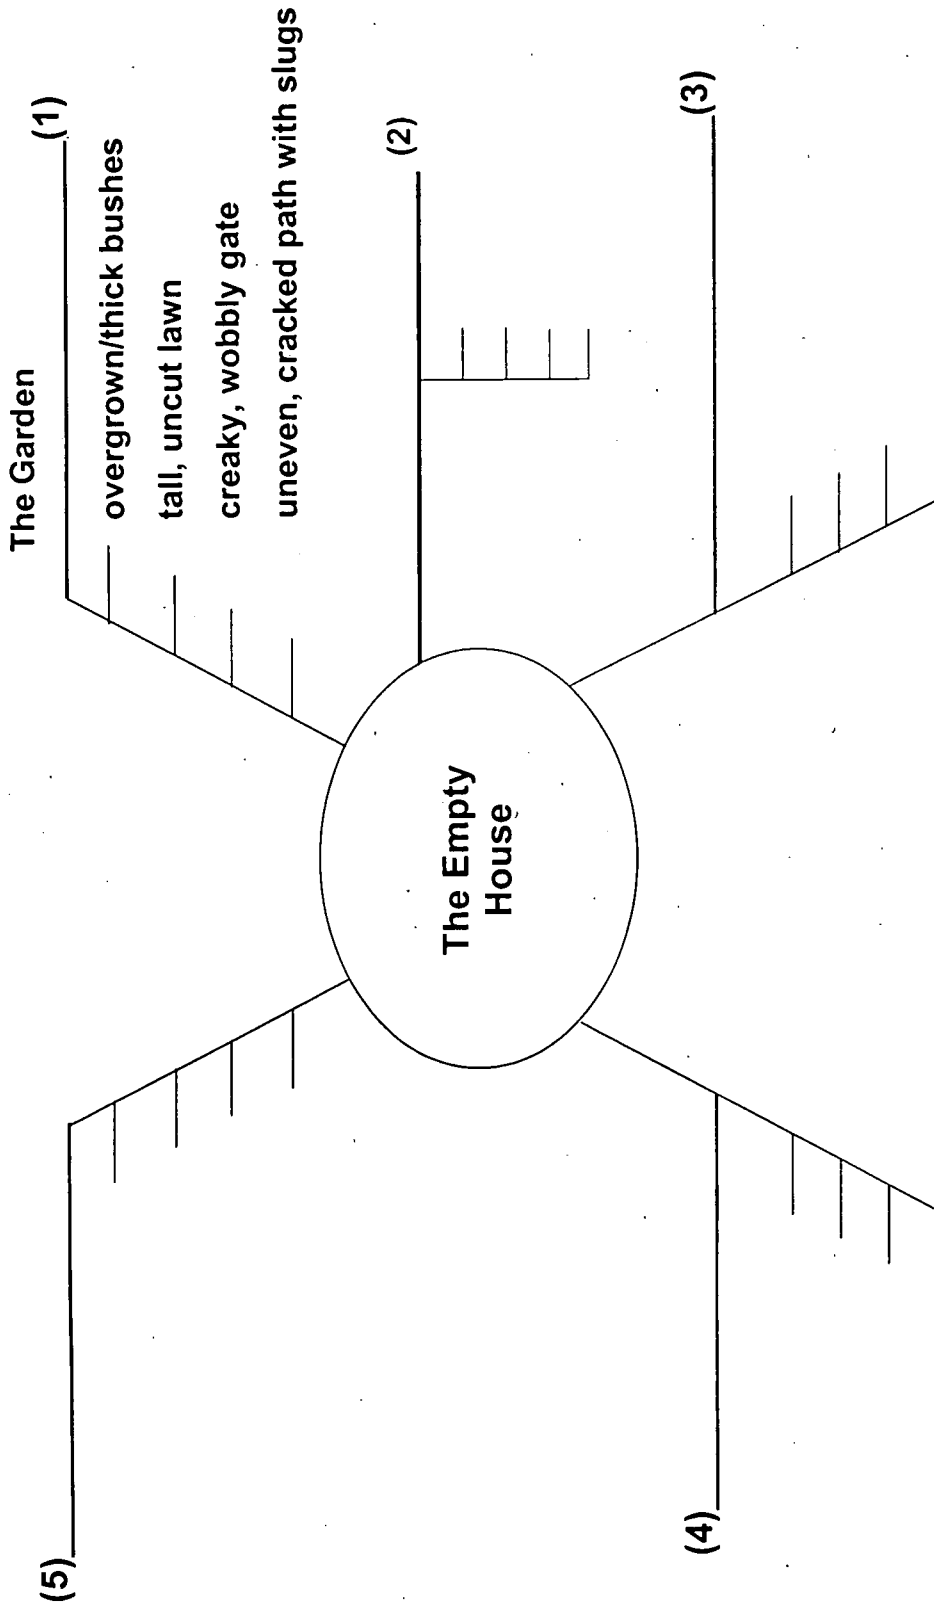 The Garden
(1)
overgrown/thick bushes
tall, uncut lawn
creaky, wobbly gate
uneven, cracked path with slugs
(2)
(3)
The Empty
House
(4)
(5)